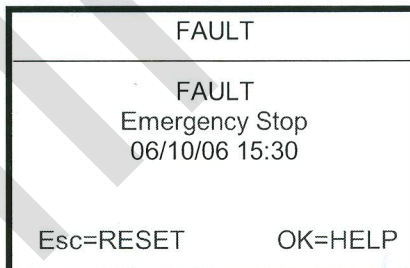 FAULT
FAULT
Emergency Stop
06/10/06 15:30
Esc=RESET OK=HELP